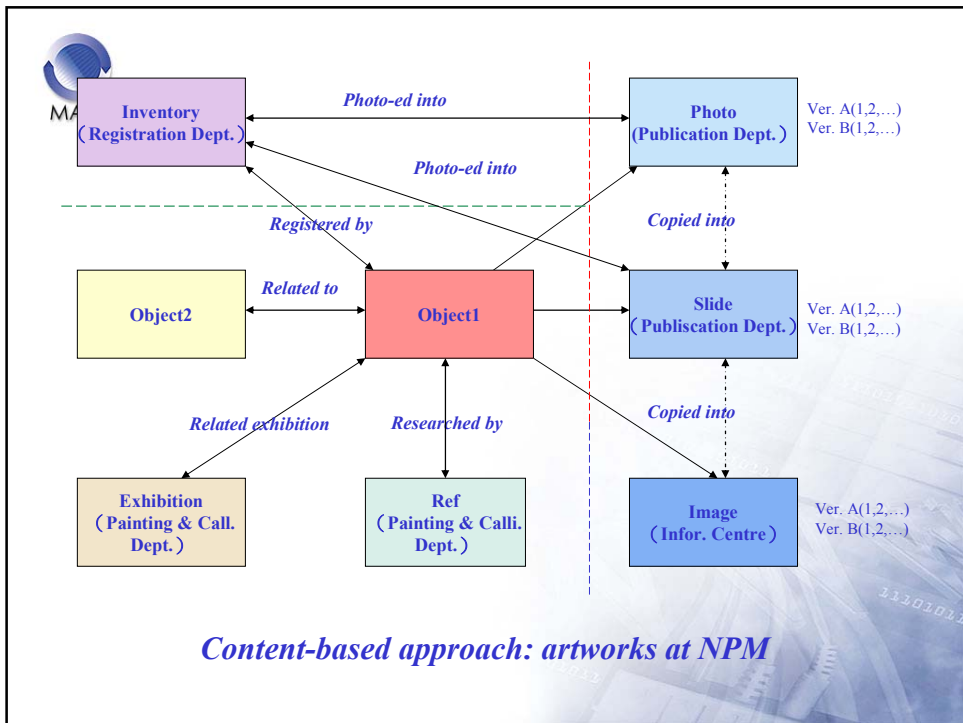 MA
Inventory
（Registration Dept.）
Photo-ed into
Photo
(Publication Dept.）
Ver. A(1,2,…)
Ver. B(1,2,…)
Photo-ed into
Registered by
Copied into
Object2
Related to
Object1
Slide
（Publiscation Dept.）
Ver. A(1,2,…)
Ver. B(1,2,…)
Related exhibition
Researched by
Copied into
Exhibition
（Painting & Call.
Dept.）
Ref
（Painting & Calli.
Dept.）
Image
（Infor. Centre）
Ver. A(1,2,…)
Ver. B(1,2,…)
Content-based approach: artworks at NPM